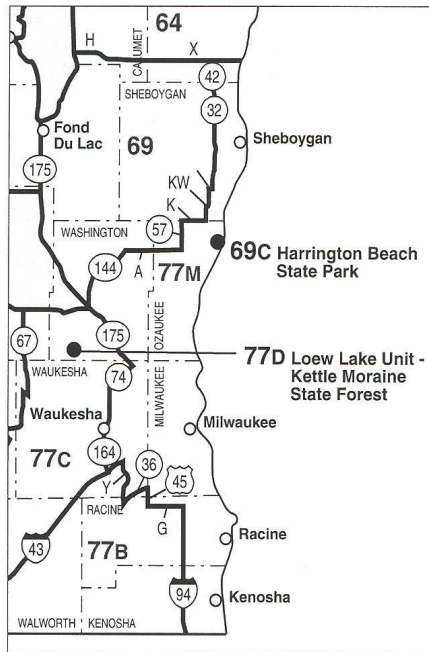 64
H
CALUMET
X
42
SHEBOYGAN
32
Fond
Du Lac
69
Sheboygan
175
KW
K
57
WASHINGTON
69C Harrington Beach
State Park
144
A
77M
OZAUKEE
67
175
77D Loew Lake Unit -
Kettle Moraine
State Forest
WAUKESHA
74
MILWAUKEE
Waukesha
Milwaukee
77C
164
36
45
Y
RACINE
G
Racine
43
77B
94
Kenosha
WALWORTH
KENOSHA